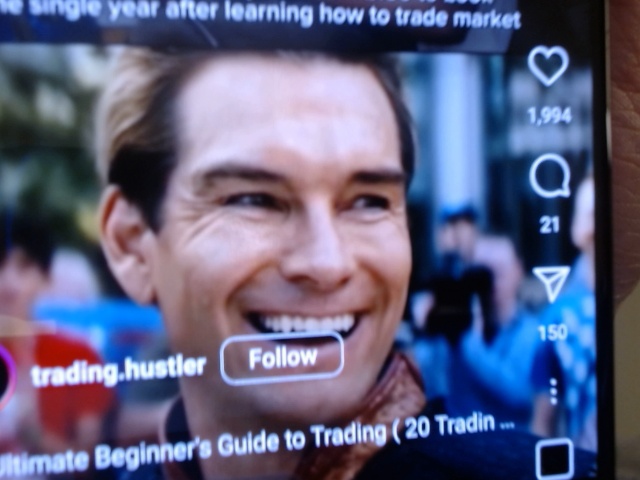 single year after learning how to trade market
1,994
21
150
trading.hustler
Follow
Ultimate Beginner's Guide to Trading ( 20 Tradin ...